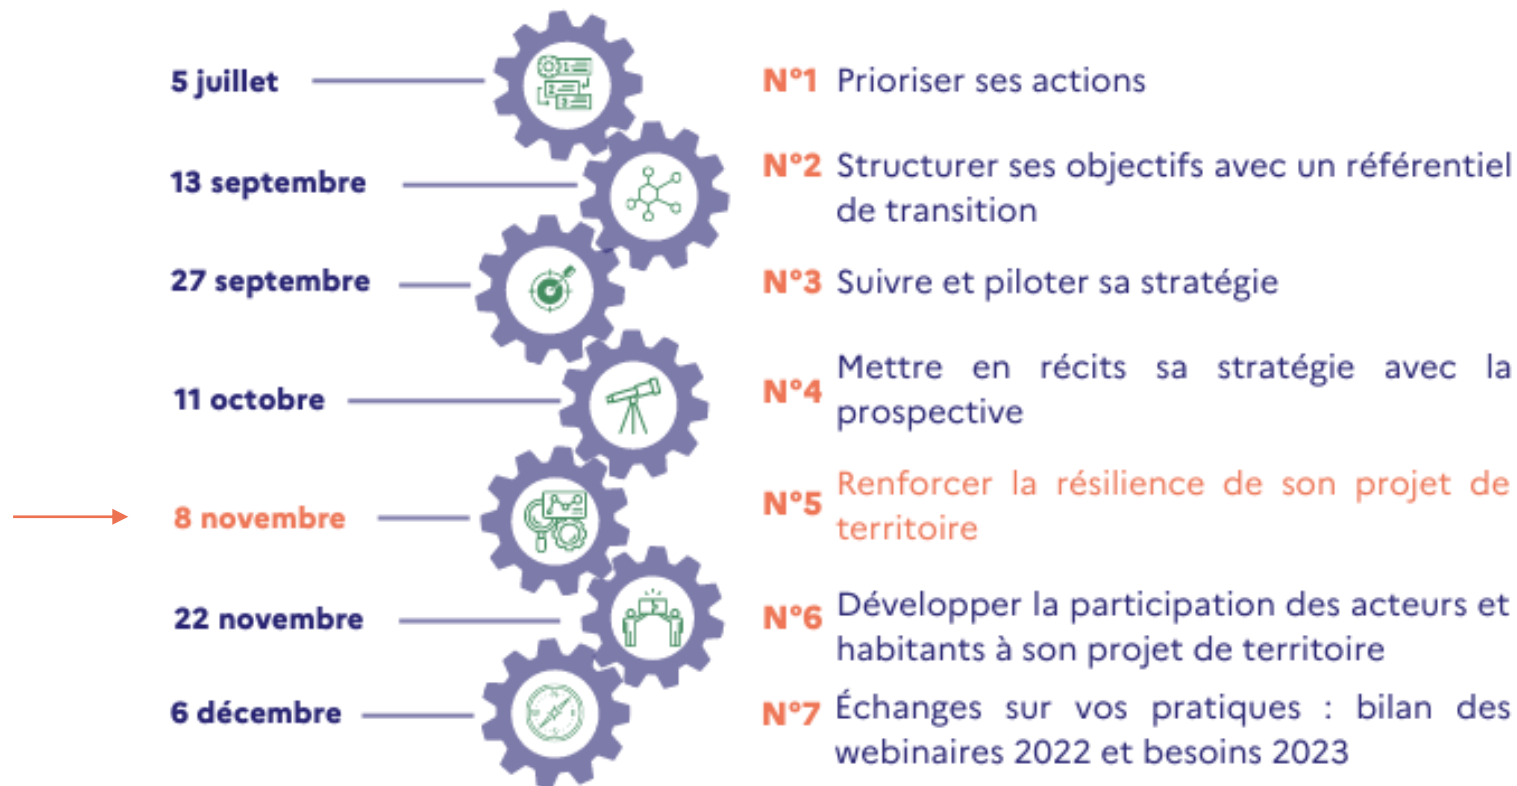 5 juillet
N°1 Prioriser ses actions
13 septembre
N°2 Structurer ses objectifs avec un référentiel
de transition
27 septembre
N°3 Suivre et piloter sa stratégie
11 octobre
N°4 Mettre en récits sa stratégie avec la
prospective
8 novembre
N°5 Renforcer la résilience de son projet de
territoire
22 novembre
N°6 Développer la participation des acteurs et
habitants à son projet de territoire
6 décembre
N°7 Échanges sur vos pratiques : bilan des
webinaires 2022 et besoins 2023
1
2
3